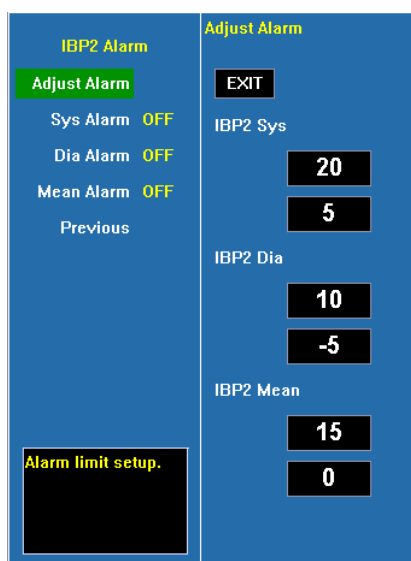 IBP2 Alarm
Adjust Alarm
Sys Alarm OFF
Dia Alarm OFF
Mean Alarm OFF
Previous
Alarm limit setup.
Adjust Alarm
EXIT
IBP2 Sys
20
5
IBP2 Dia
10
-5
IBP2 Mean
15
0